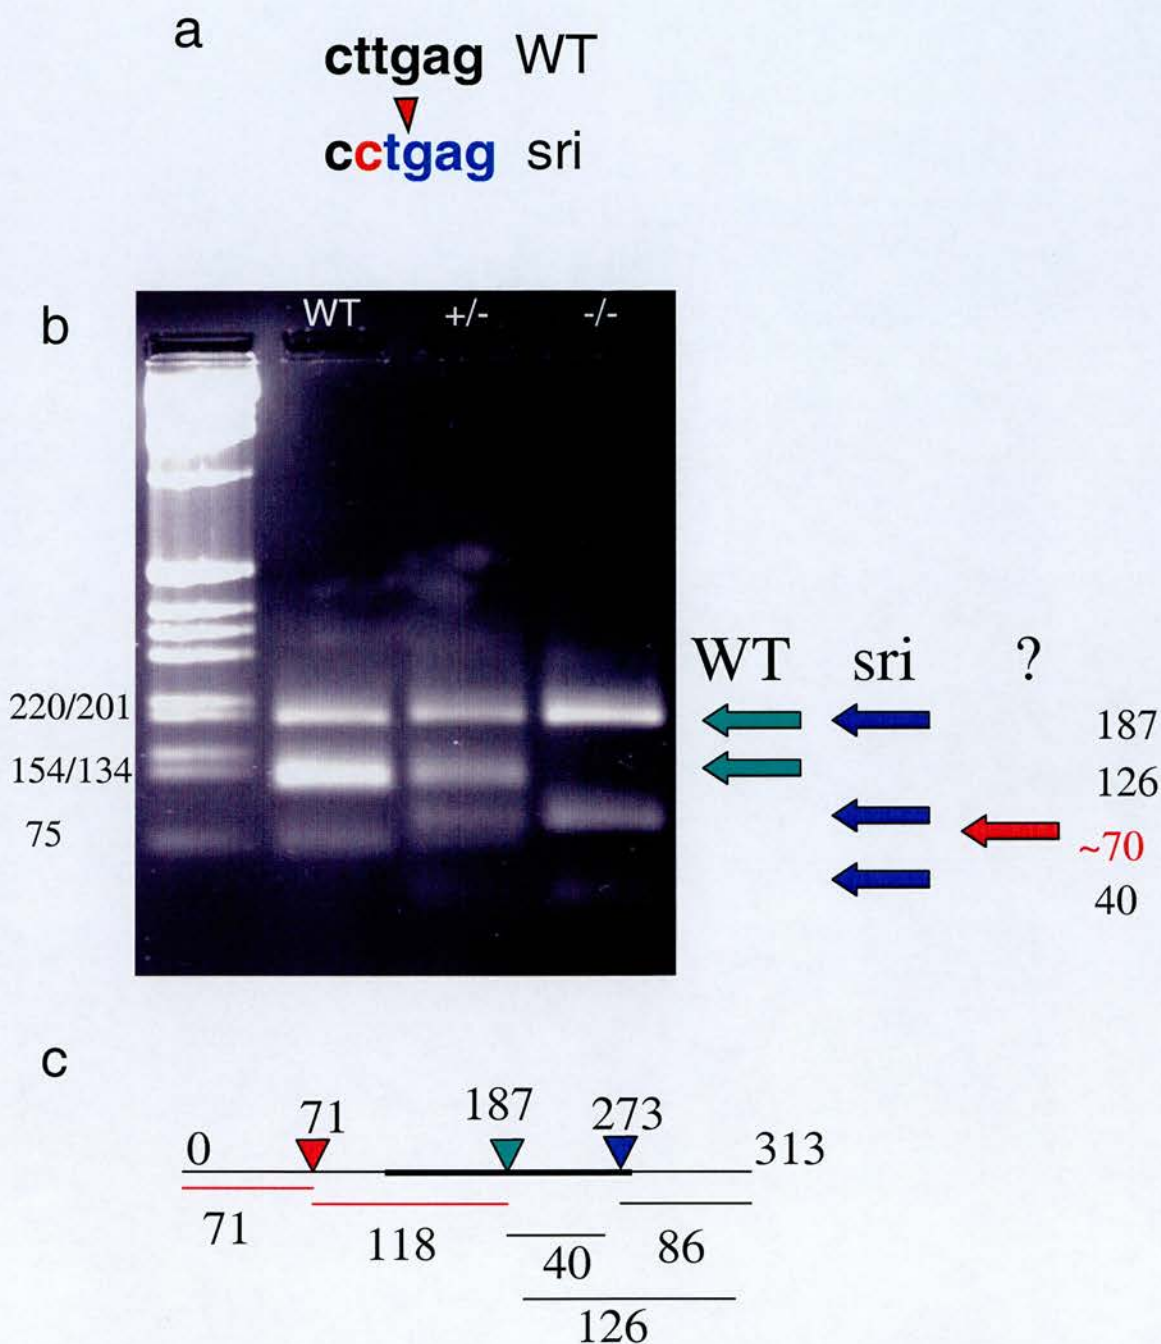 a
cttgag WT
cctgag sri
b
WT +/- -/-
WT sri ?
220/201
187
154/134
126
75
~70
40
c
0 71 187 273 313
71 118 40 86
126